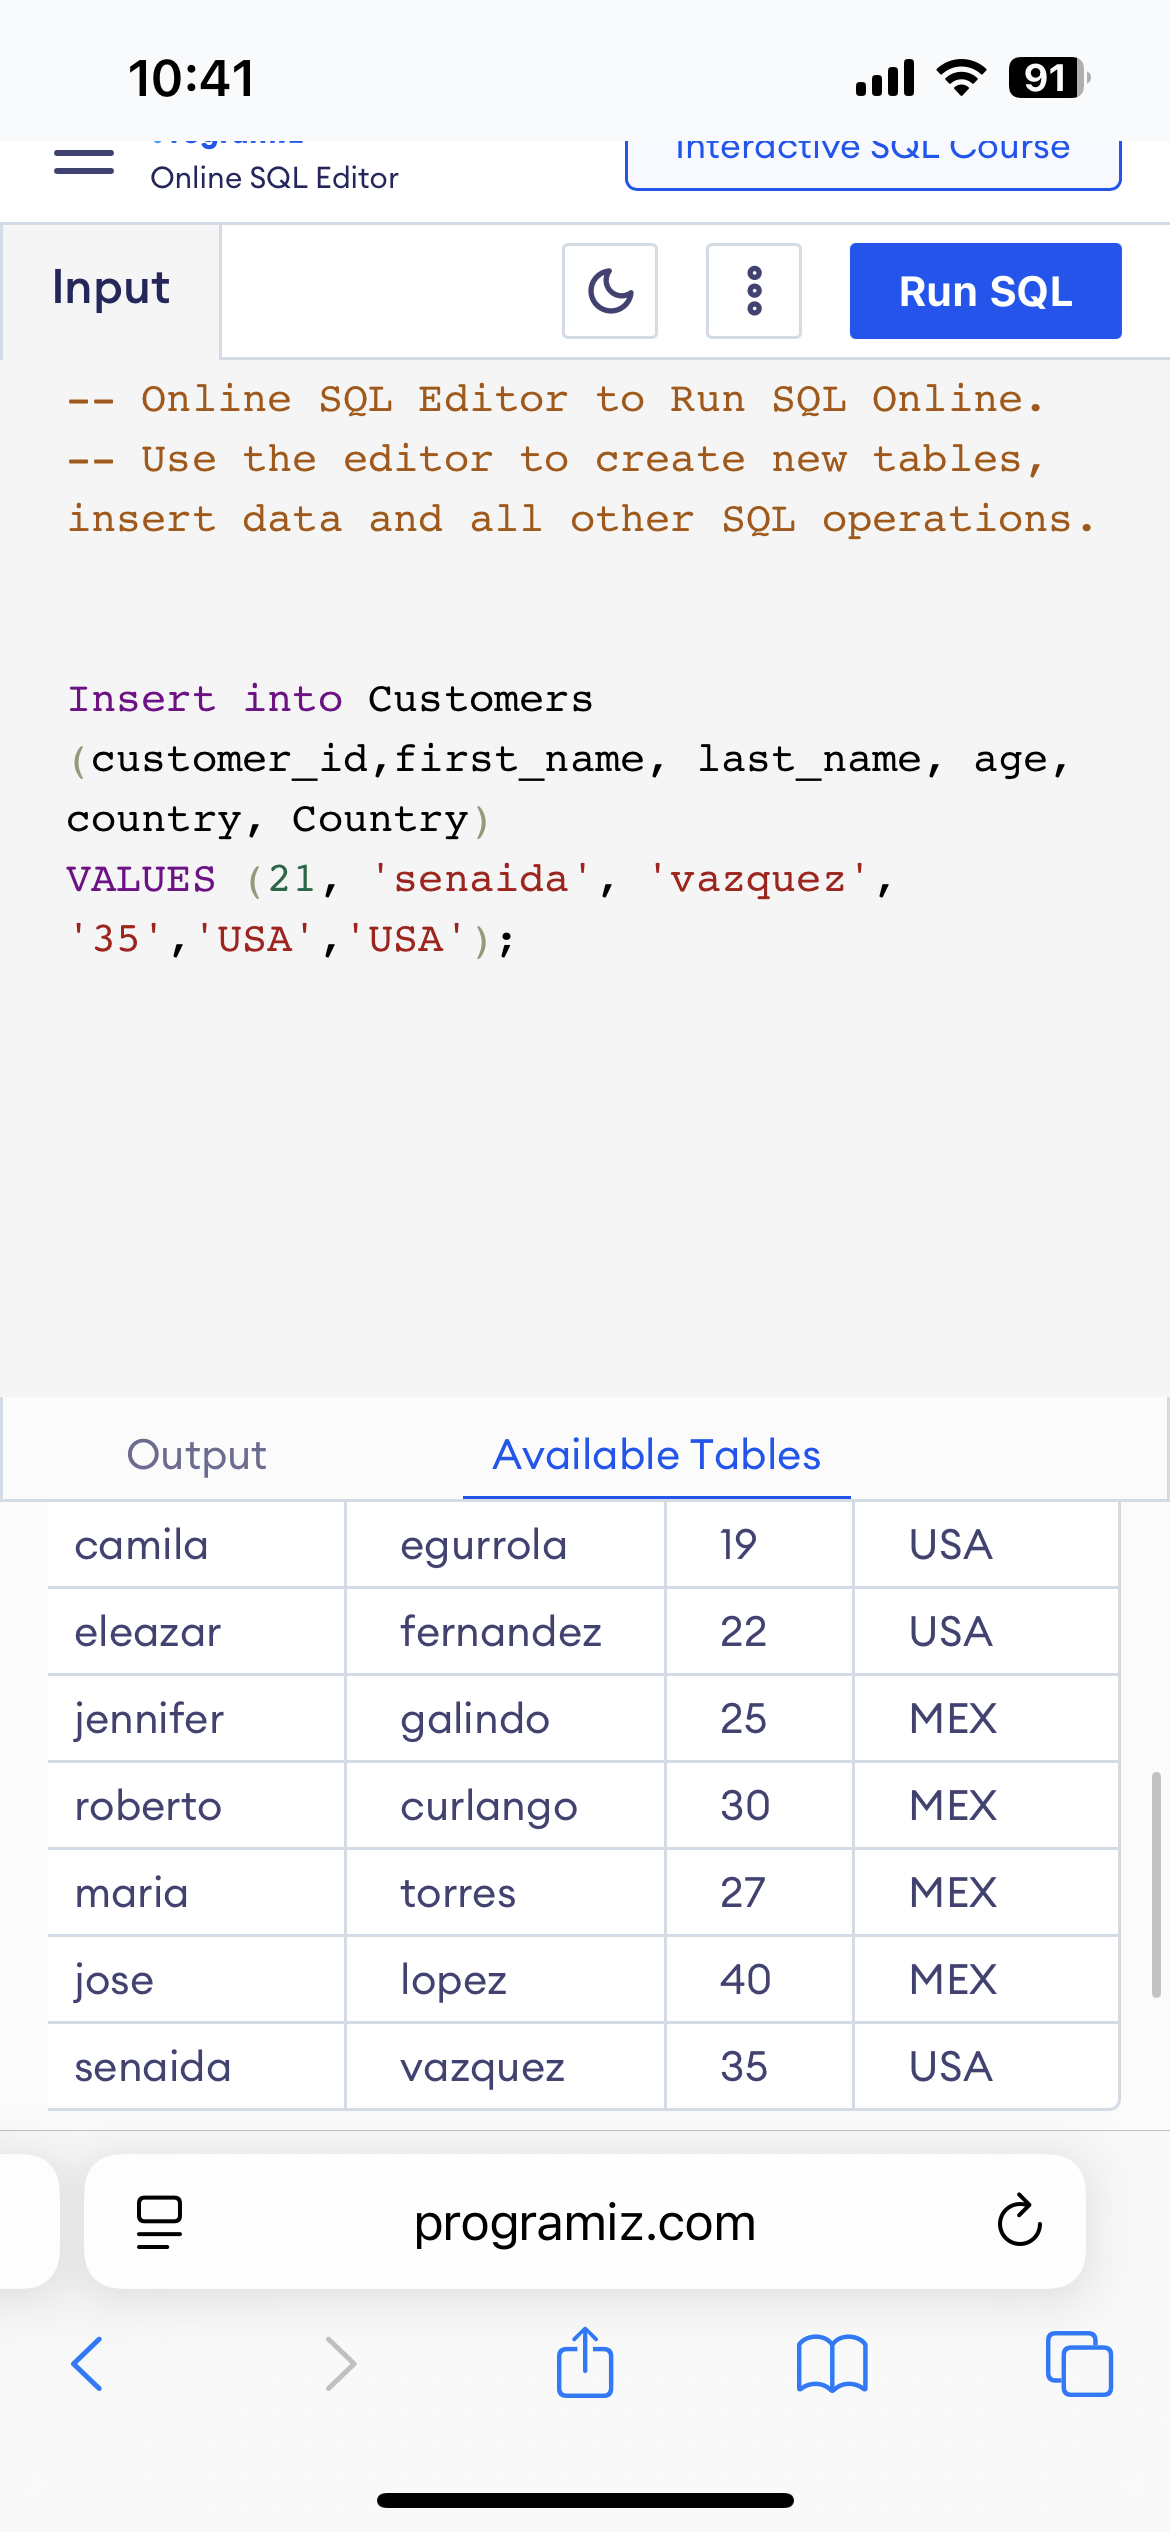 10:41
91
Programiz
Online SQL Editor
Interactive SQL Course
Input
Run SQL
-- Online SQL Editor to Run SQL Online.
-- Use the editor to create new tables,
insert data and all other SQL operations.
Insert into Customers
(customer_id,first_name, last_name, age,
country, Country)
VALUES (21, 'senaida', 'vazquez',
'35','USA','USA');
Output
Available Tables
camila egurrola 19 USA
eleazar fernandez 22 USA
jennifer galindo 25 MEX
roberto curlango 30 MEX
maria torres 27 MEX
jose lopez 40 MEX
senaida vazquez 35 USA
programiz.com